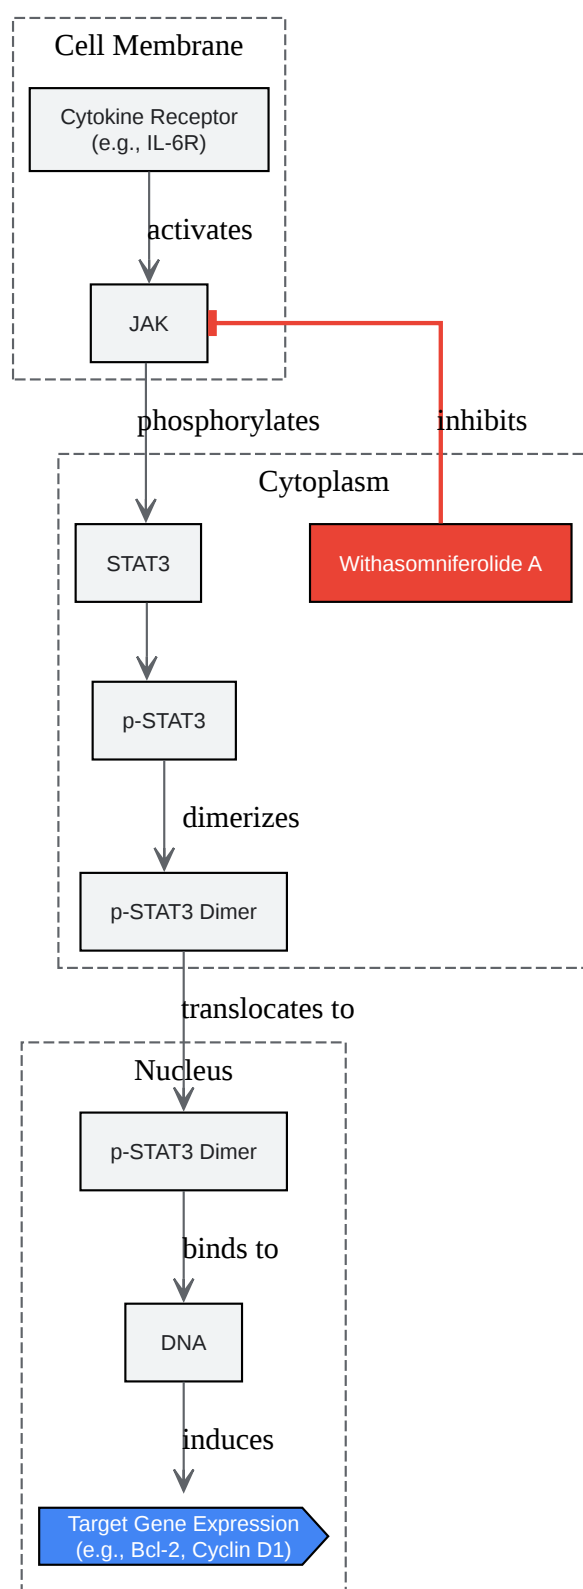 Cell Membrane
Cytokine Receptor
(e.g., IL-6R)
activates
JAK
phosphorylates
inhibits
Cytoplasm
STAT3
Withasomniferolide A
p-STAT3
dimerizes
p-STAT3 Dimer
translocates to
Nucleus
p-STAT3 Dimer
binds to
DNA
induces
Target Gene Expression
(e.g., Bcl-2, Cyclin D1)